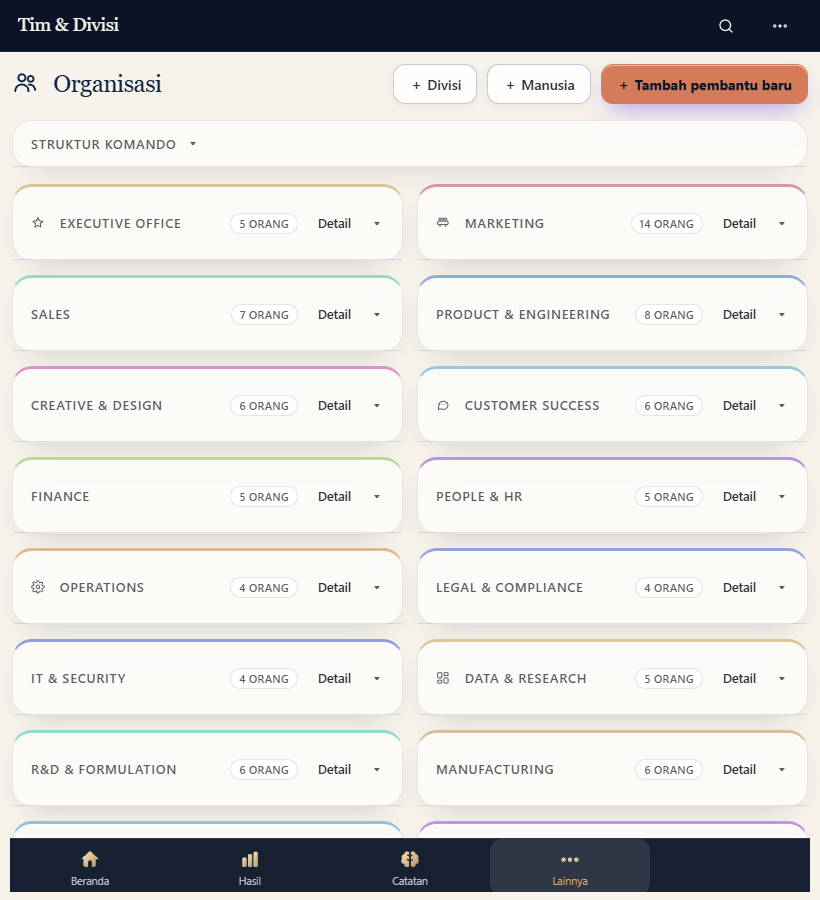 Tim & Divisi
Organisasi
+ Divisi
+ Manusia
+ Tambah pembantu baru
STRUKTUR KOMANDO
EXECUTIVE OFFICE 5 ORANG Detail
MARKETING 14 ORANG Detail
SALES 7 ORANG Detail
PRODUCT & ENGINEERING 8 ORANG Detail
CREATIVE & DESIGN 6 ORANG Detail
CUSTOMER SUCCESS 6 ORANG Detail
FINANCE 5 ORANG Detail
PEOPLE & HR 5 ORANG Detail
OPERATIONS 4 ORANG Detail
LEGAL & COMPLIANCE 4 ORANG Detail
IT & SECURITY 4 ORANG Detail
DATA & RESEARCH 5 ORANG Detail
R&D & FORMULATION 6 ORANG Detail
MANUFACTURING 6 ORANG Detail
Beranda
Hasil
Catatan
Lainnya